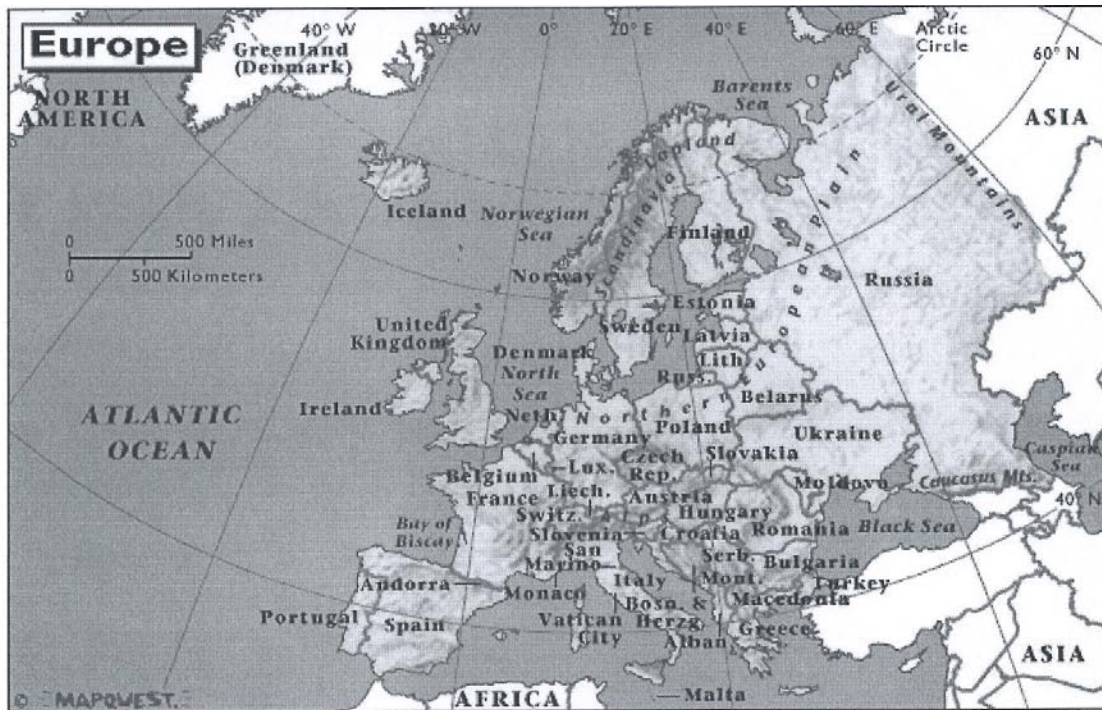 Europe
40° W
20° W
0°
20° E
40° E
60° E
Arctic
Circle
60° N
Greenland
(Denmark)
NORTH
AMERICA
Barents
Sea
Ural Mountains
ASIA
Lapland
Iceland
Norwegian
Sea
Scandinavia
Finland
Northern European Plain
0
500 Miles
0
500 Kilometers
Norway
Russia
Estonia
United
Kingdom
Sweden
Latvia
Denmark
Lith.
North
Sea
Russ.
Belarus
Ireland
Neth.
ATLANTIC
OCEAN
Poland
Ukraine
Germany
Slovakia
Czech
Rep.
Caspian
Sea
Belgium
Lux.
Moldova
Caucasus Mts.
France
Liech.
Austria
40° N
Switz.
Alps
Hungary
Bay of
Biscay
Slovenia
Croatia
Romania
Black Sea
San
Marino
Serb.
Bulgaria
Andorra
Monaco
Italy
Mont.
Turkey
Portugal
Spain
Vatican
City
Bosn. &
Herzg.
Macedonia
Alban.
Greece
ASIA
© MAPQUEST.
AFRICA
Malta